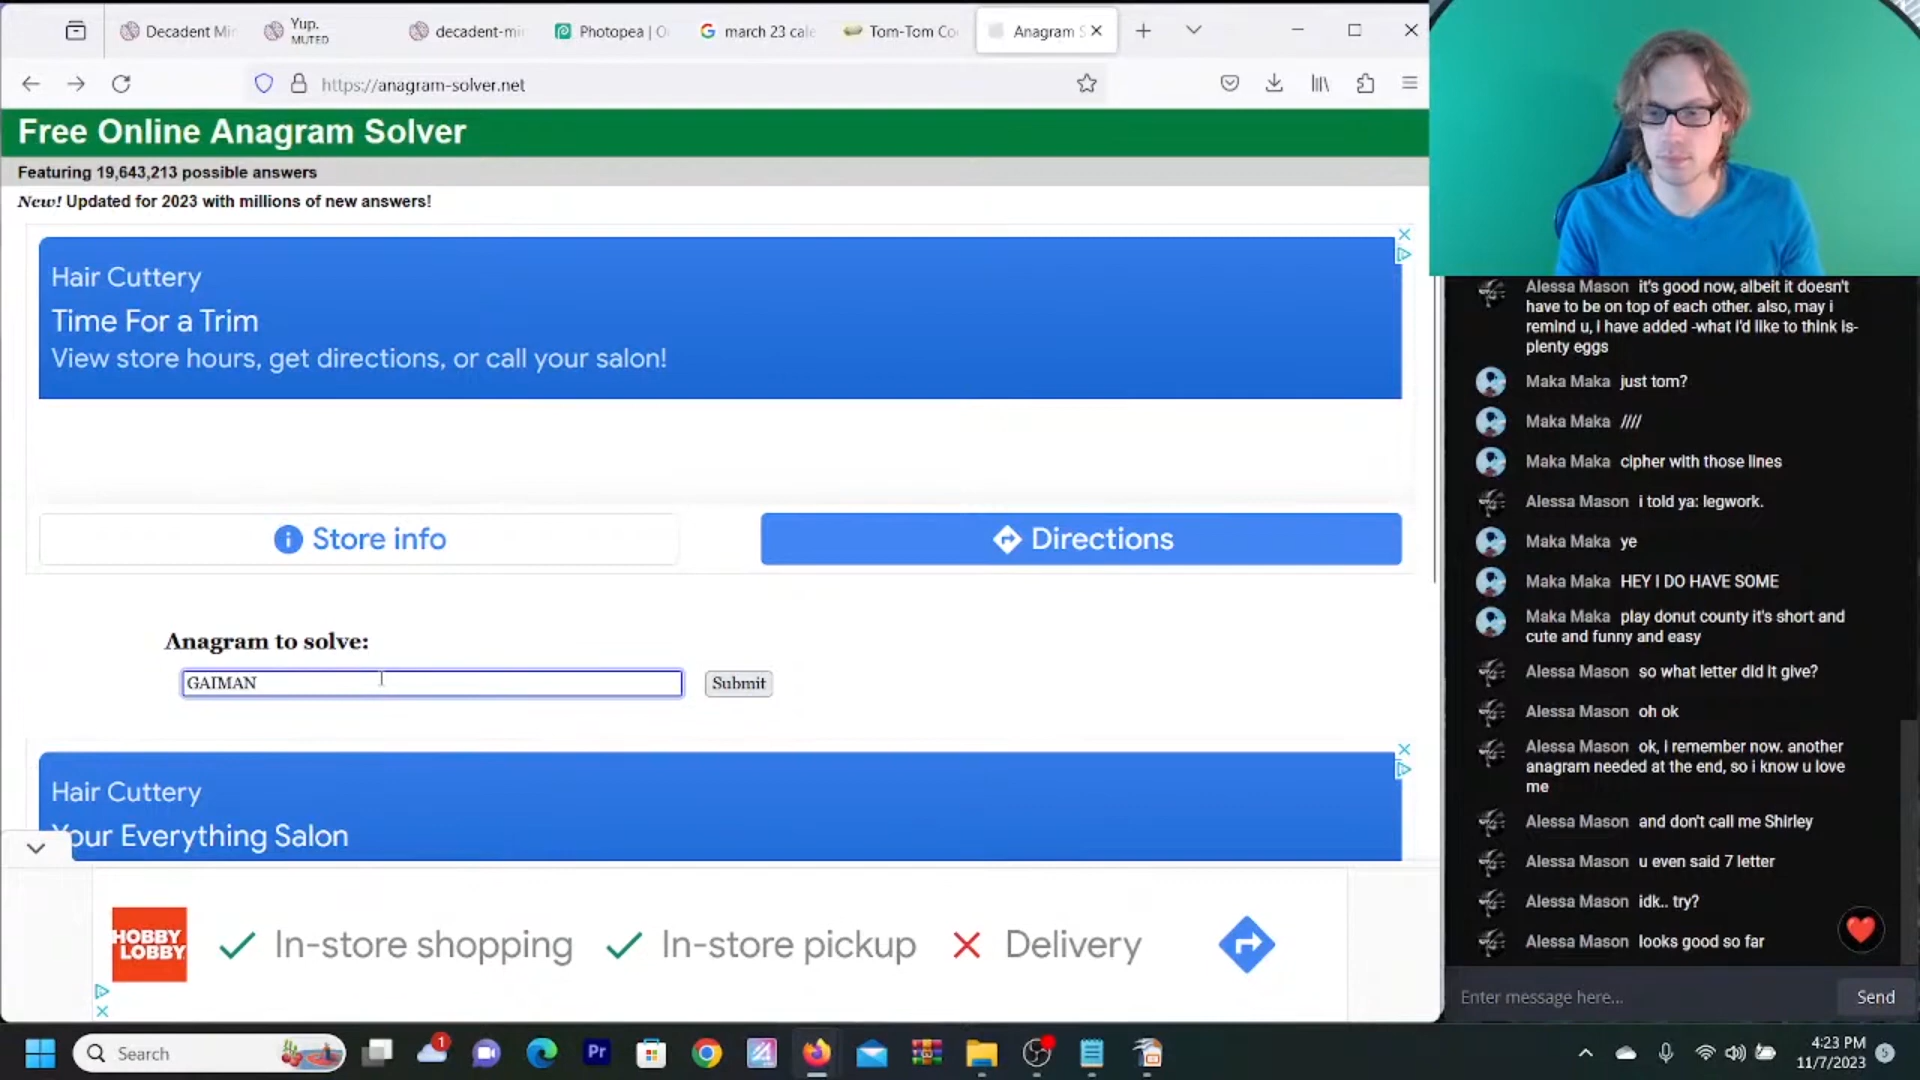 Decadent Mi
Yup.
MUTED
decadent-mi
Photopea | O
march 23 cale
Tom-Tom Co
Anagram S
https://anagram-solver.net
Free Online Anagram Solver
Featuring 19,643,213 possible answers
New! Updated for 2023 with millions of new answers!
Hair Cuttery
Time For a Trim
View store hours, get directions, or call your salon!
Store info
Directions
Anagram to solve:
GAIMAN
Submit
Hair Cuttery
Your Everything Salon
HOBBY
LOBBY
In-store shopping
In-store pickup
Delivery
Alessa Mason it's good now, albeit it doesn't
have to be on top of each other. also, may i
remind u, i have added -what i'd like to think is-
plenty eggs
Maka Maka just tom?
Maka Maka ////
Maka Maka cipher with those lines
Alessa Mason i told ya: legwork.
Maka Maka ye
Maka Maka HEY I DO HAVE SOME
Maka Maka play donut county it's short and
cute and funny and easy
Alessa Mason so what letter did it give?
Alessa Mason oh ok
Alessa Mason ok, i remember now. another
anagram needed at the end, so i know u love
me
Alessa Mason and don't call me Shirley
Alessa Mason u even said 7 letter
Alessa Mason idk.. try?
Alessa Mason looks good so far
Enter message here...
Send
Search
1
Pr
4:23 PM
11/7/2023
5